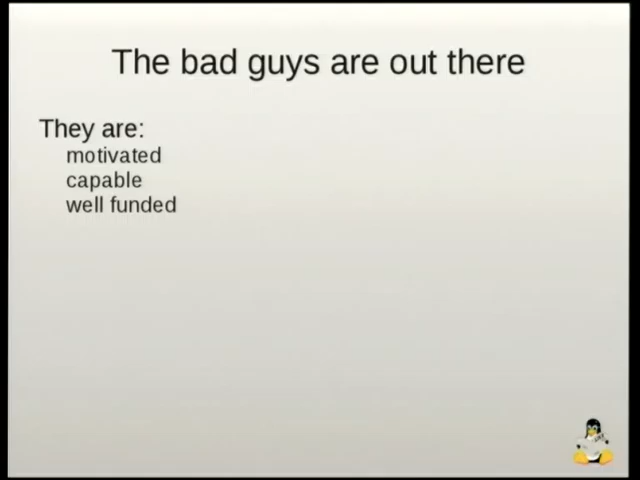 The bad guys are out there
They are:
motivated
capable
well funded